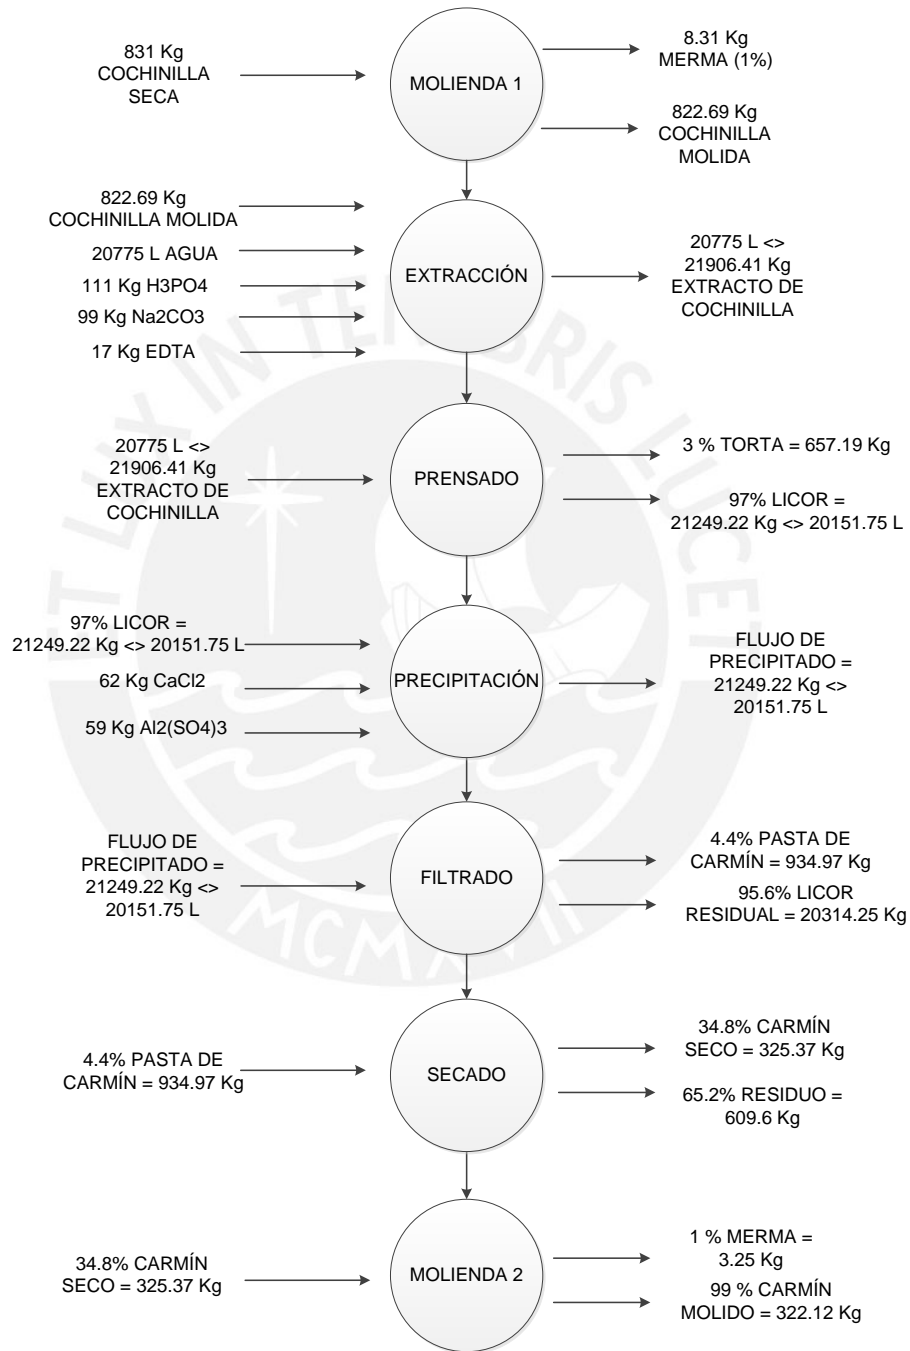 831 Kg
COCHINILLA
SECA
MOLIENDA 1
8.31 Kg
MERMA (1%)
822.69 Kg
COCHINILLA
MOLIDA
822.69 Kg
COCHINILLA MOLIDA
20775 L AGUA
111 Kg H3PO4
99 Kg Na2CO3
17 Kg EDTA
EXTRACCIÓN
20775 L <>
21906.41 Kg
EXTRACTO DE
COCHINILLA
20775 L <>
21906.41 Kg
EXTRACTO DE
COCHINILLA
PRENSADO
3 % TORTA = 657.19 Kg
97% LICOR =
21249.22 Kg <> 20151.75 L
97% LICOR =
21249.22 Kg <> 20151.75 L
62 Kg CaCl2
59 Kg Al2(SO4)3
PRECIPITACIÓN
FLUJO DE
PRECIPITADO =
21249.22 Kg <>
20151.75 L
FLUJO DE
PRECIPITADO =
21249.22 Kg <>
20151.75 L
FILTRADO
4.4% PASTA DE
CARMÍN = 934.97 Kg
95.6% LICOR
RESIDUAL = 20314.25 Kg
4.4% PASTA DE
CARMÍN = 934.97 Kg
SECADO
34.8% CARMÍN
SECO = 325.37 Kg
65.2% RESIDUO =
609.6 Kg
34.8% CARMÍN
SECO = 325.37 Kg
MOLIENDA 2
1 % MERMA =
3.25 Kg
99 % CARMÍN
MOLIDO = 322.12 Kg
ET LUX IN TENEBRIS LUCET
MCMXVII